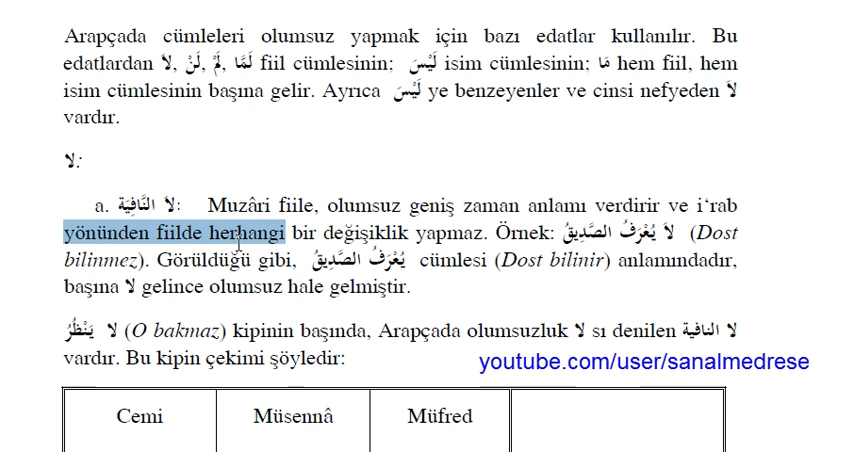 Arapçada cümleleri olumsuz yapmak için bazı edatlar kullanılır. Bu
edatlardan لاَ, لَنْ, لَمْ, لَمَّا fiil cümlesinin; لَيْسَ isim cümlesinin; مَا hem fiil, hem
isim cümlesinin başına gelir. Ayrıca لَيْسَ ye benzeyenler ve cinsi nefyeden لاَ
vardır.
لا:
a. لاَ النَّافِيَة: Muzâri fiile, olumsuz geniş zaman anlamı verdirir ve i‘rab
yönünden fiilde herhangi bir değişiklik yapmaz. Örnek: لاَ يُعْرَفُ الصَّدِيقُ (Dost
bilinmez). Görüldüğü gibi, يُعْرَفُ الصَّدِيقُ cümlesi (Dost bilinir) anlamındadır,
başına لا gelince olumsuz hale gelmiştir.
لا يَنْظُرُ (O bakmaz) kipinin başında, Arapçada olumsuzluk لا sı denilen لا النافية
vardır. Bu kipin çekimi şöyledir:
youtube.com/user/sanalmedrese
Cemi Müsennâ Müfred